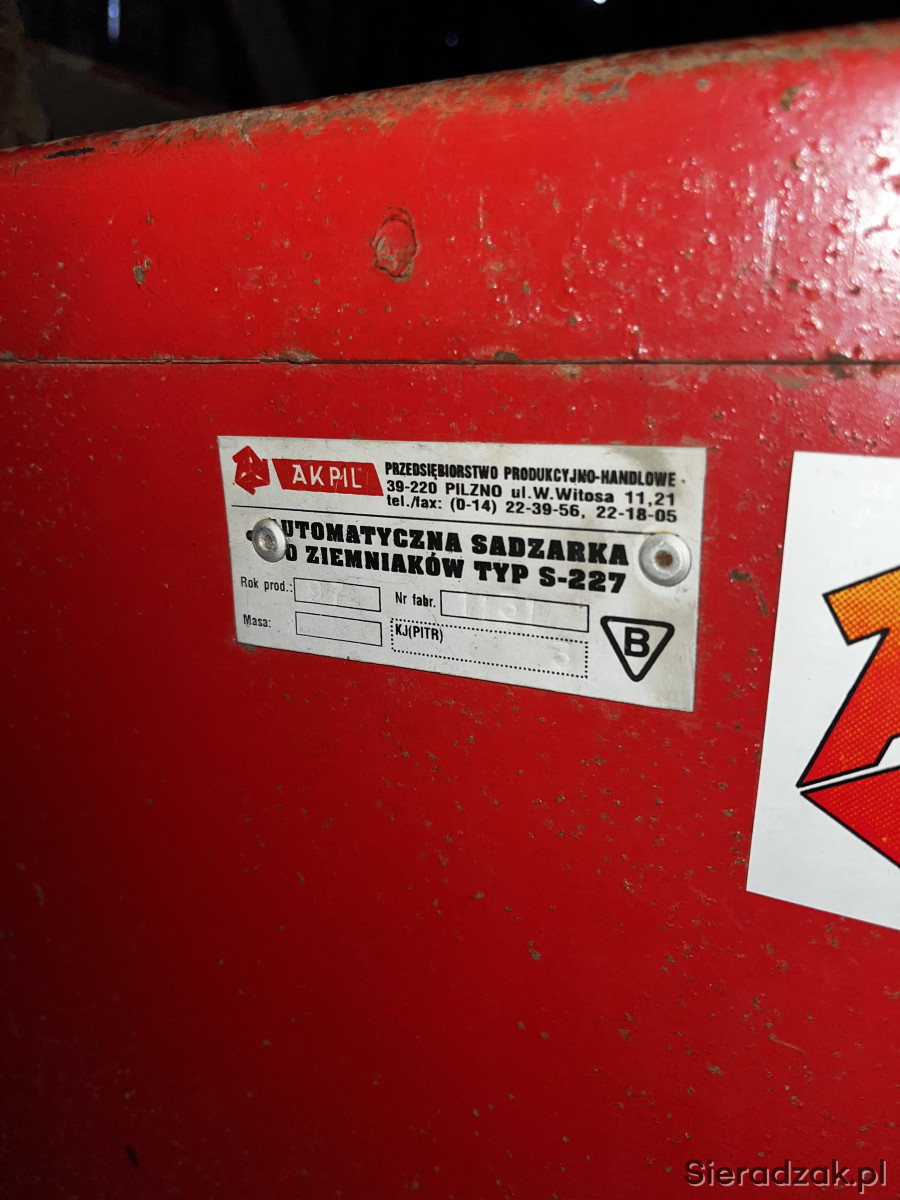 AKPIL
PRZEDSIĘBIORSTWO PRODUKCYJNO-HANDLOWE
39-220 PILZNO ul.W.Witosa 11,21
tel./fax: (0-14) 22-39-56, 22-18-05
UTOMATYCZNA SADZARKA
O ZIEMNIAKÓW TYP S-227
Rok prod.:
Nr fabr.
Masa:
KJ(PITR)
B
Sieradzak.pl